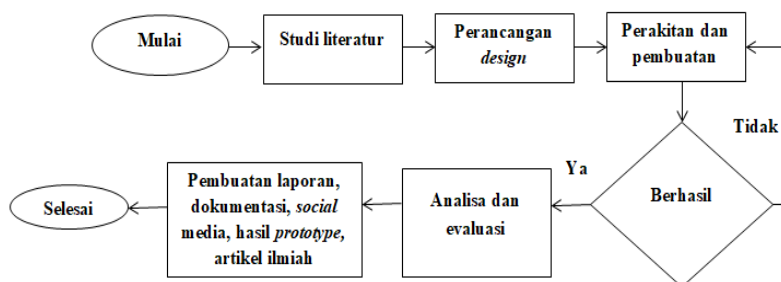 Mulai
Studi literatur
Perancangan
design
Perakitan dan
pembuatan
Tidak
Berhasil
Ya
Analisa dan
evaluasi
Pembuatan laporan,
dokumentasi, social
media, hasil prototype,
artikel ilmiah
Selesai